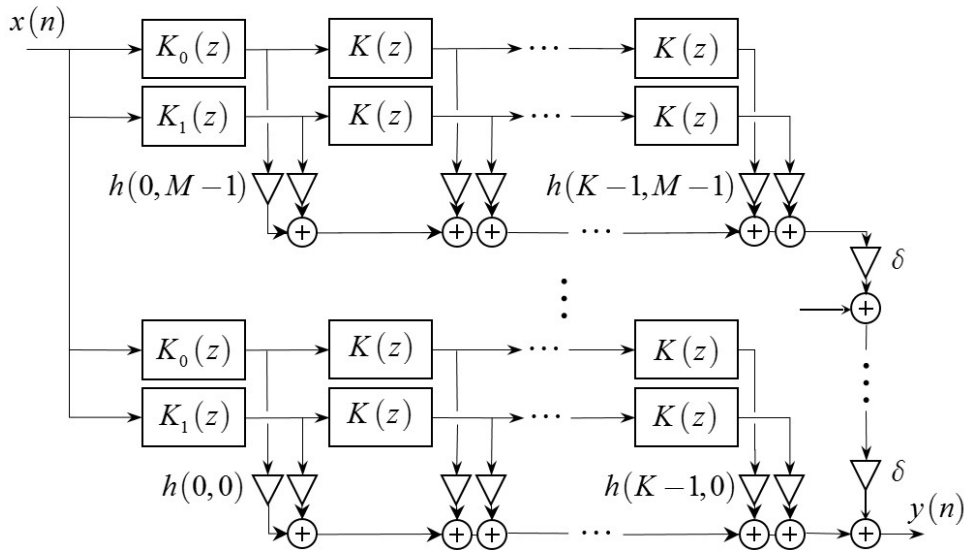 x(n)
K₀(z) K(z) ··· K(z)
K₁(z) K(z) ··· K(z)
h(0,M−1) h(K−1,M−1)
+ + + ··· + +
δ
+
K₀(z) K(z) ··· K(z)
K₁(z) K(z) ··· K(z)
h(0,0) h(K−1,0) δ
y(n)
+ + + ··· + + +